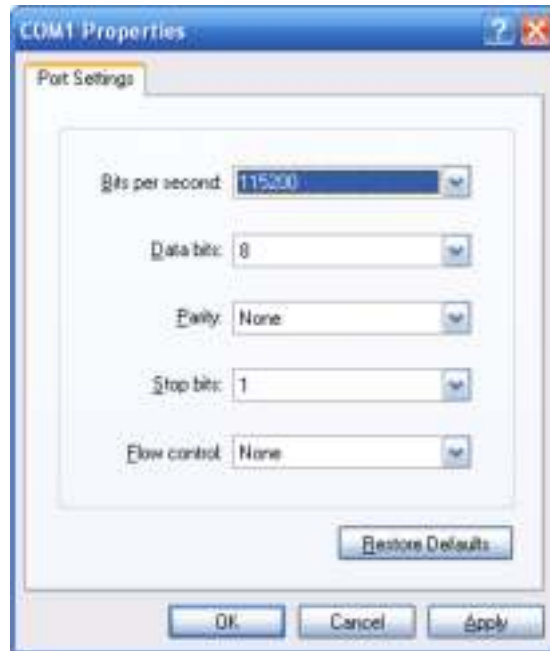 COM1 Properties
Port Settings
Bits per second: 115200
Data bits: 8
Parity: None
Stop bits: 1
Flow control: None
Restore Defaults
OK Cancel Apply